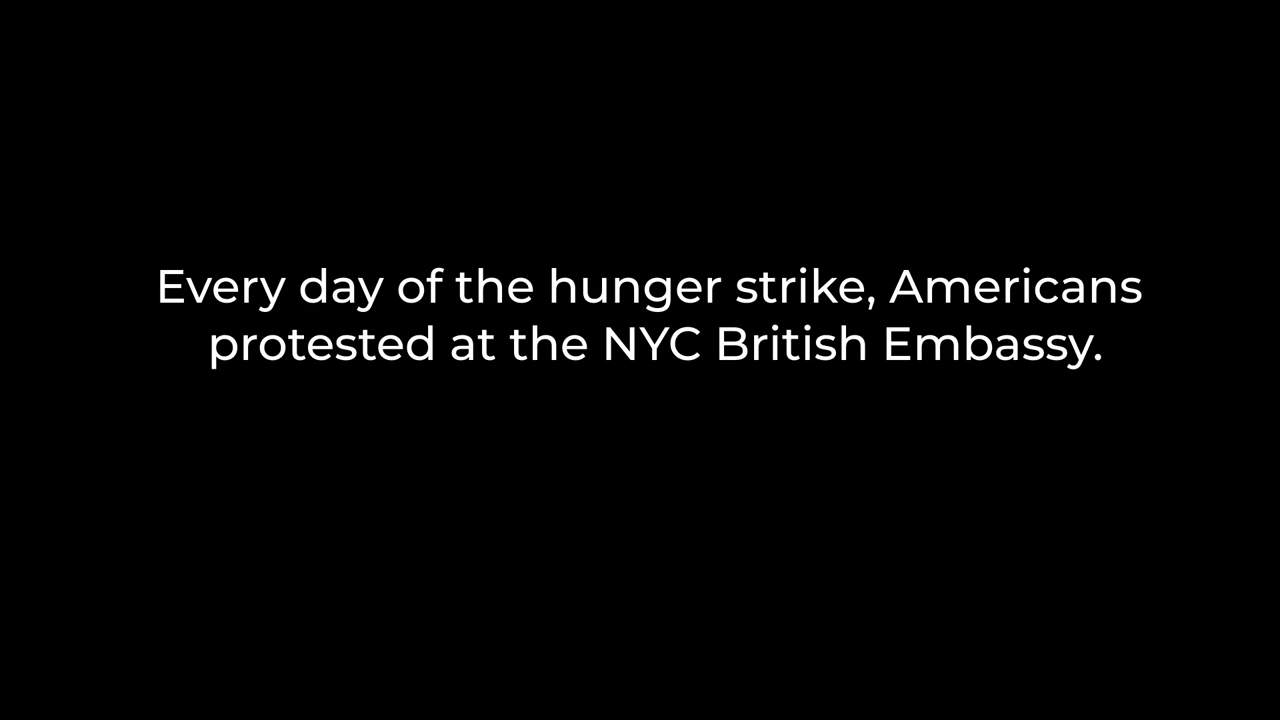 Every day of the hunger strike, Americans
protested at the NYC British Embassy.